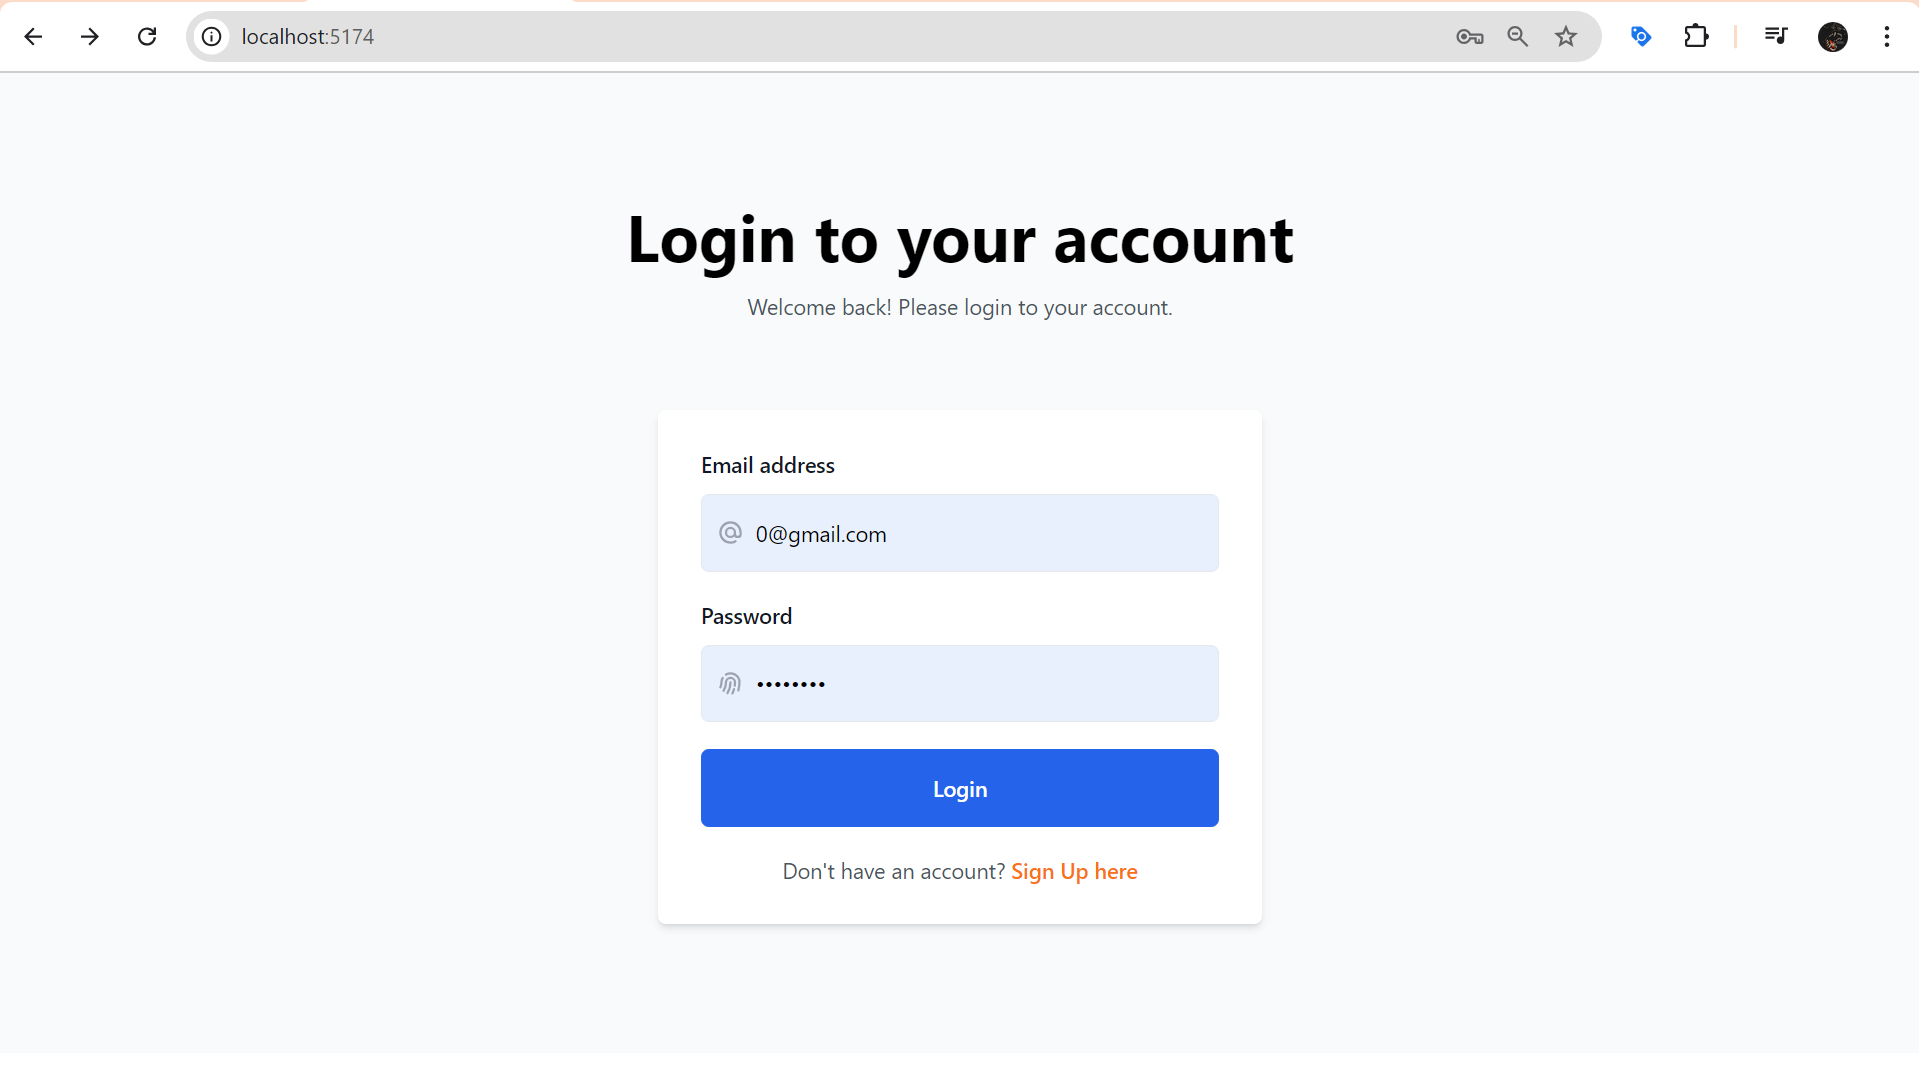 localhost:5174
Login to your account
Welcome back! Please login to your account.
Email address
0@gmail.com
Password
••••••••
Login
Don't have an account? Sign Up here